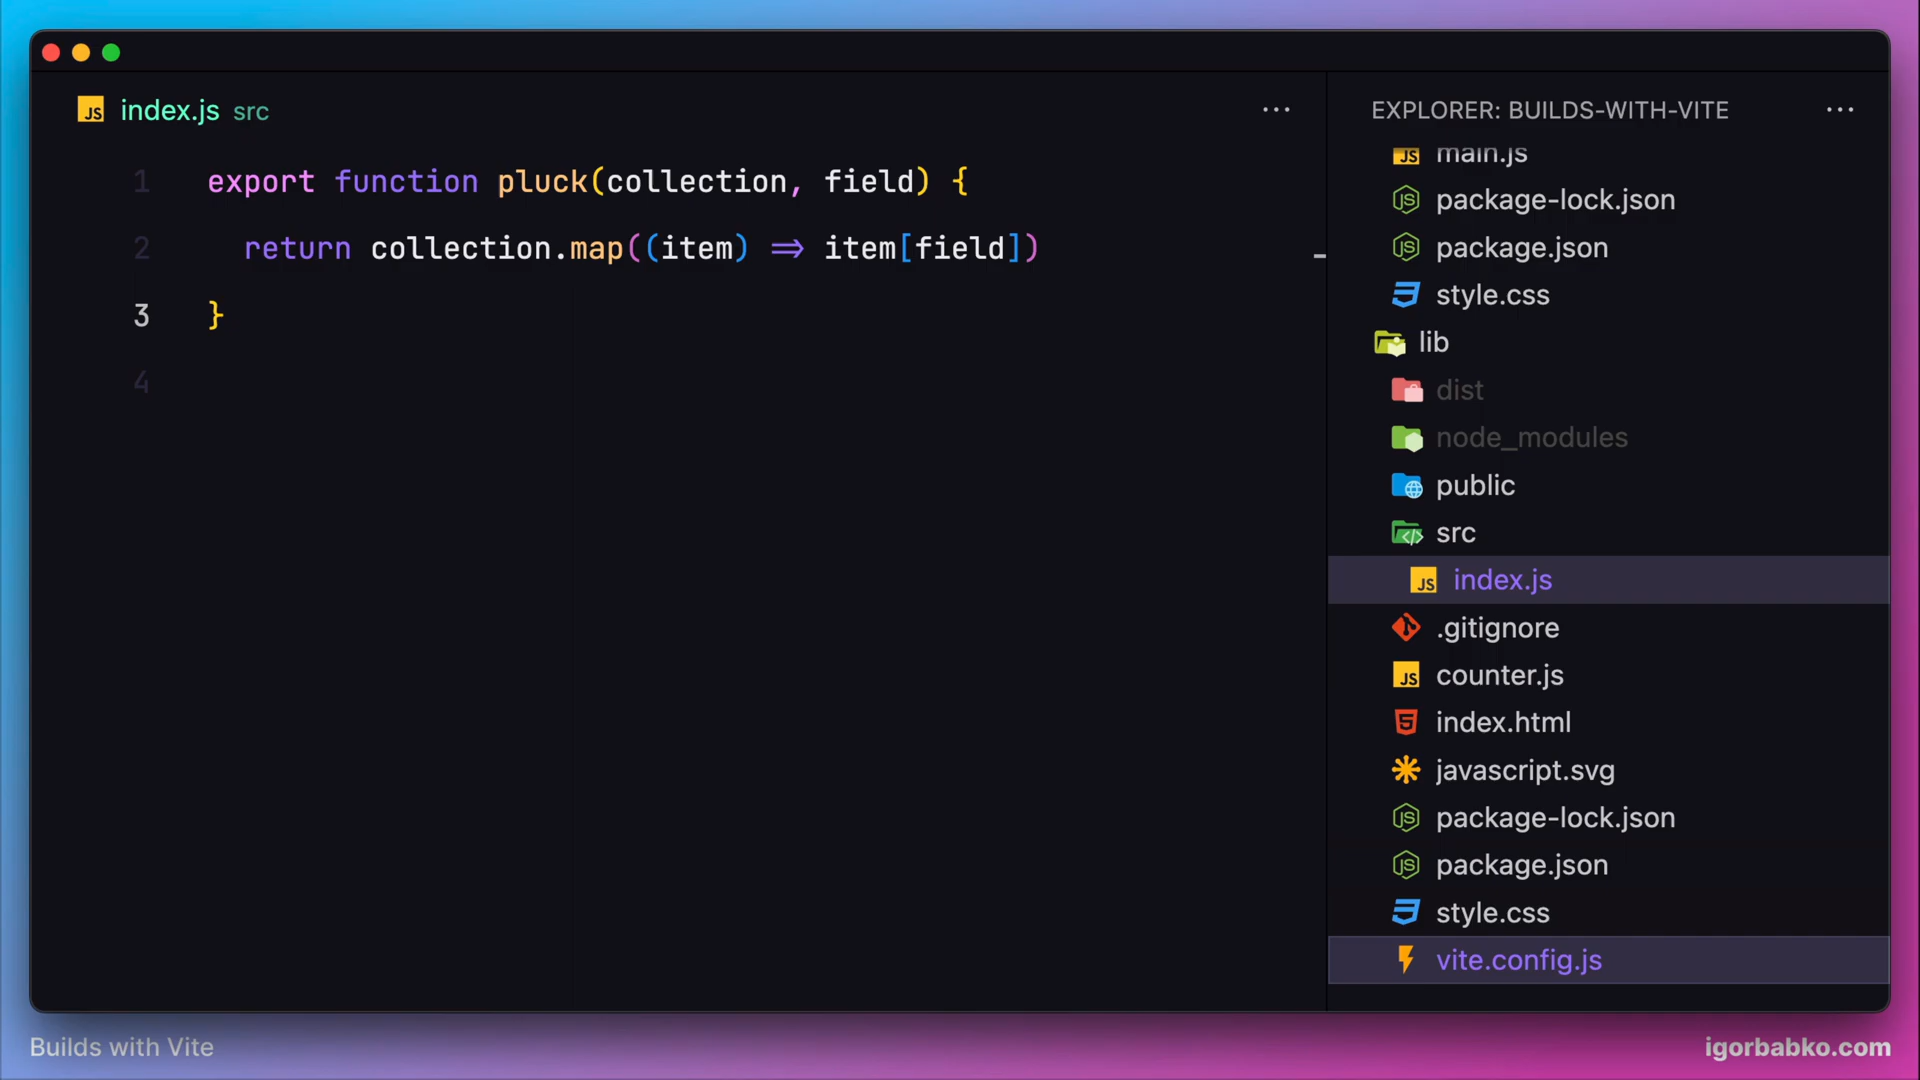 index.js src
1 export function pluck(collection, field) {
2 return collection.map((item) => item[field])
3 }
4
EXPLORER: BUILDS-WITH-VITE
main.js
package-lock.json
package.json
style.css
lib
dist
node_modules
public
src
index.js
.gitignore
counter.js
index.html
javascript.svg
package-lock.json
package.json
style.css
vite.config.js
Builds with Vite
igorbabko.com